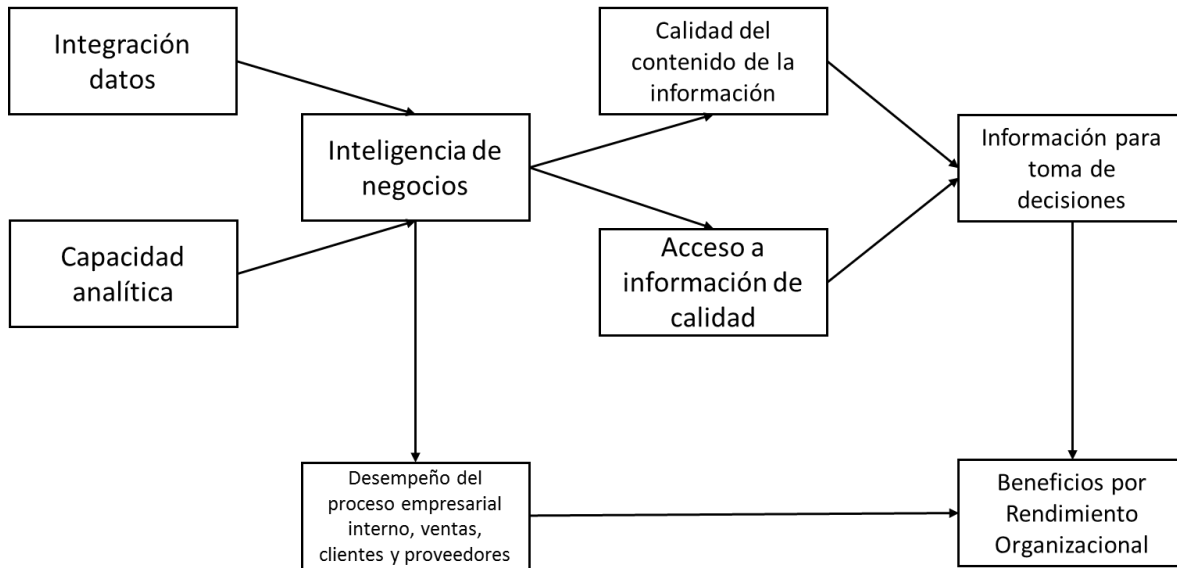 Integración
datos
Calidad del
contenido de la
información
Inteligencia de
negocios
Información para
toma de
decisiones
Capacidad
analítica
Acceso a
información de
calidad
Desempeño del
proceso empresarial
interno, ventas,
clientes y proveedores
Beneficios por
Rendimiento
Organizacional